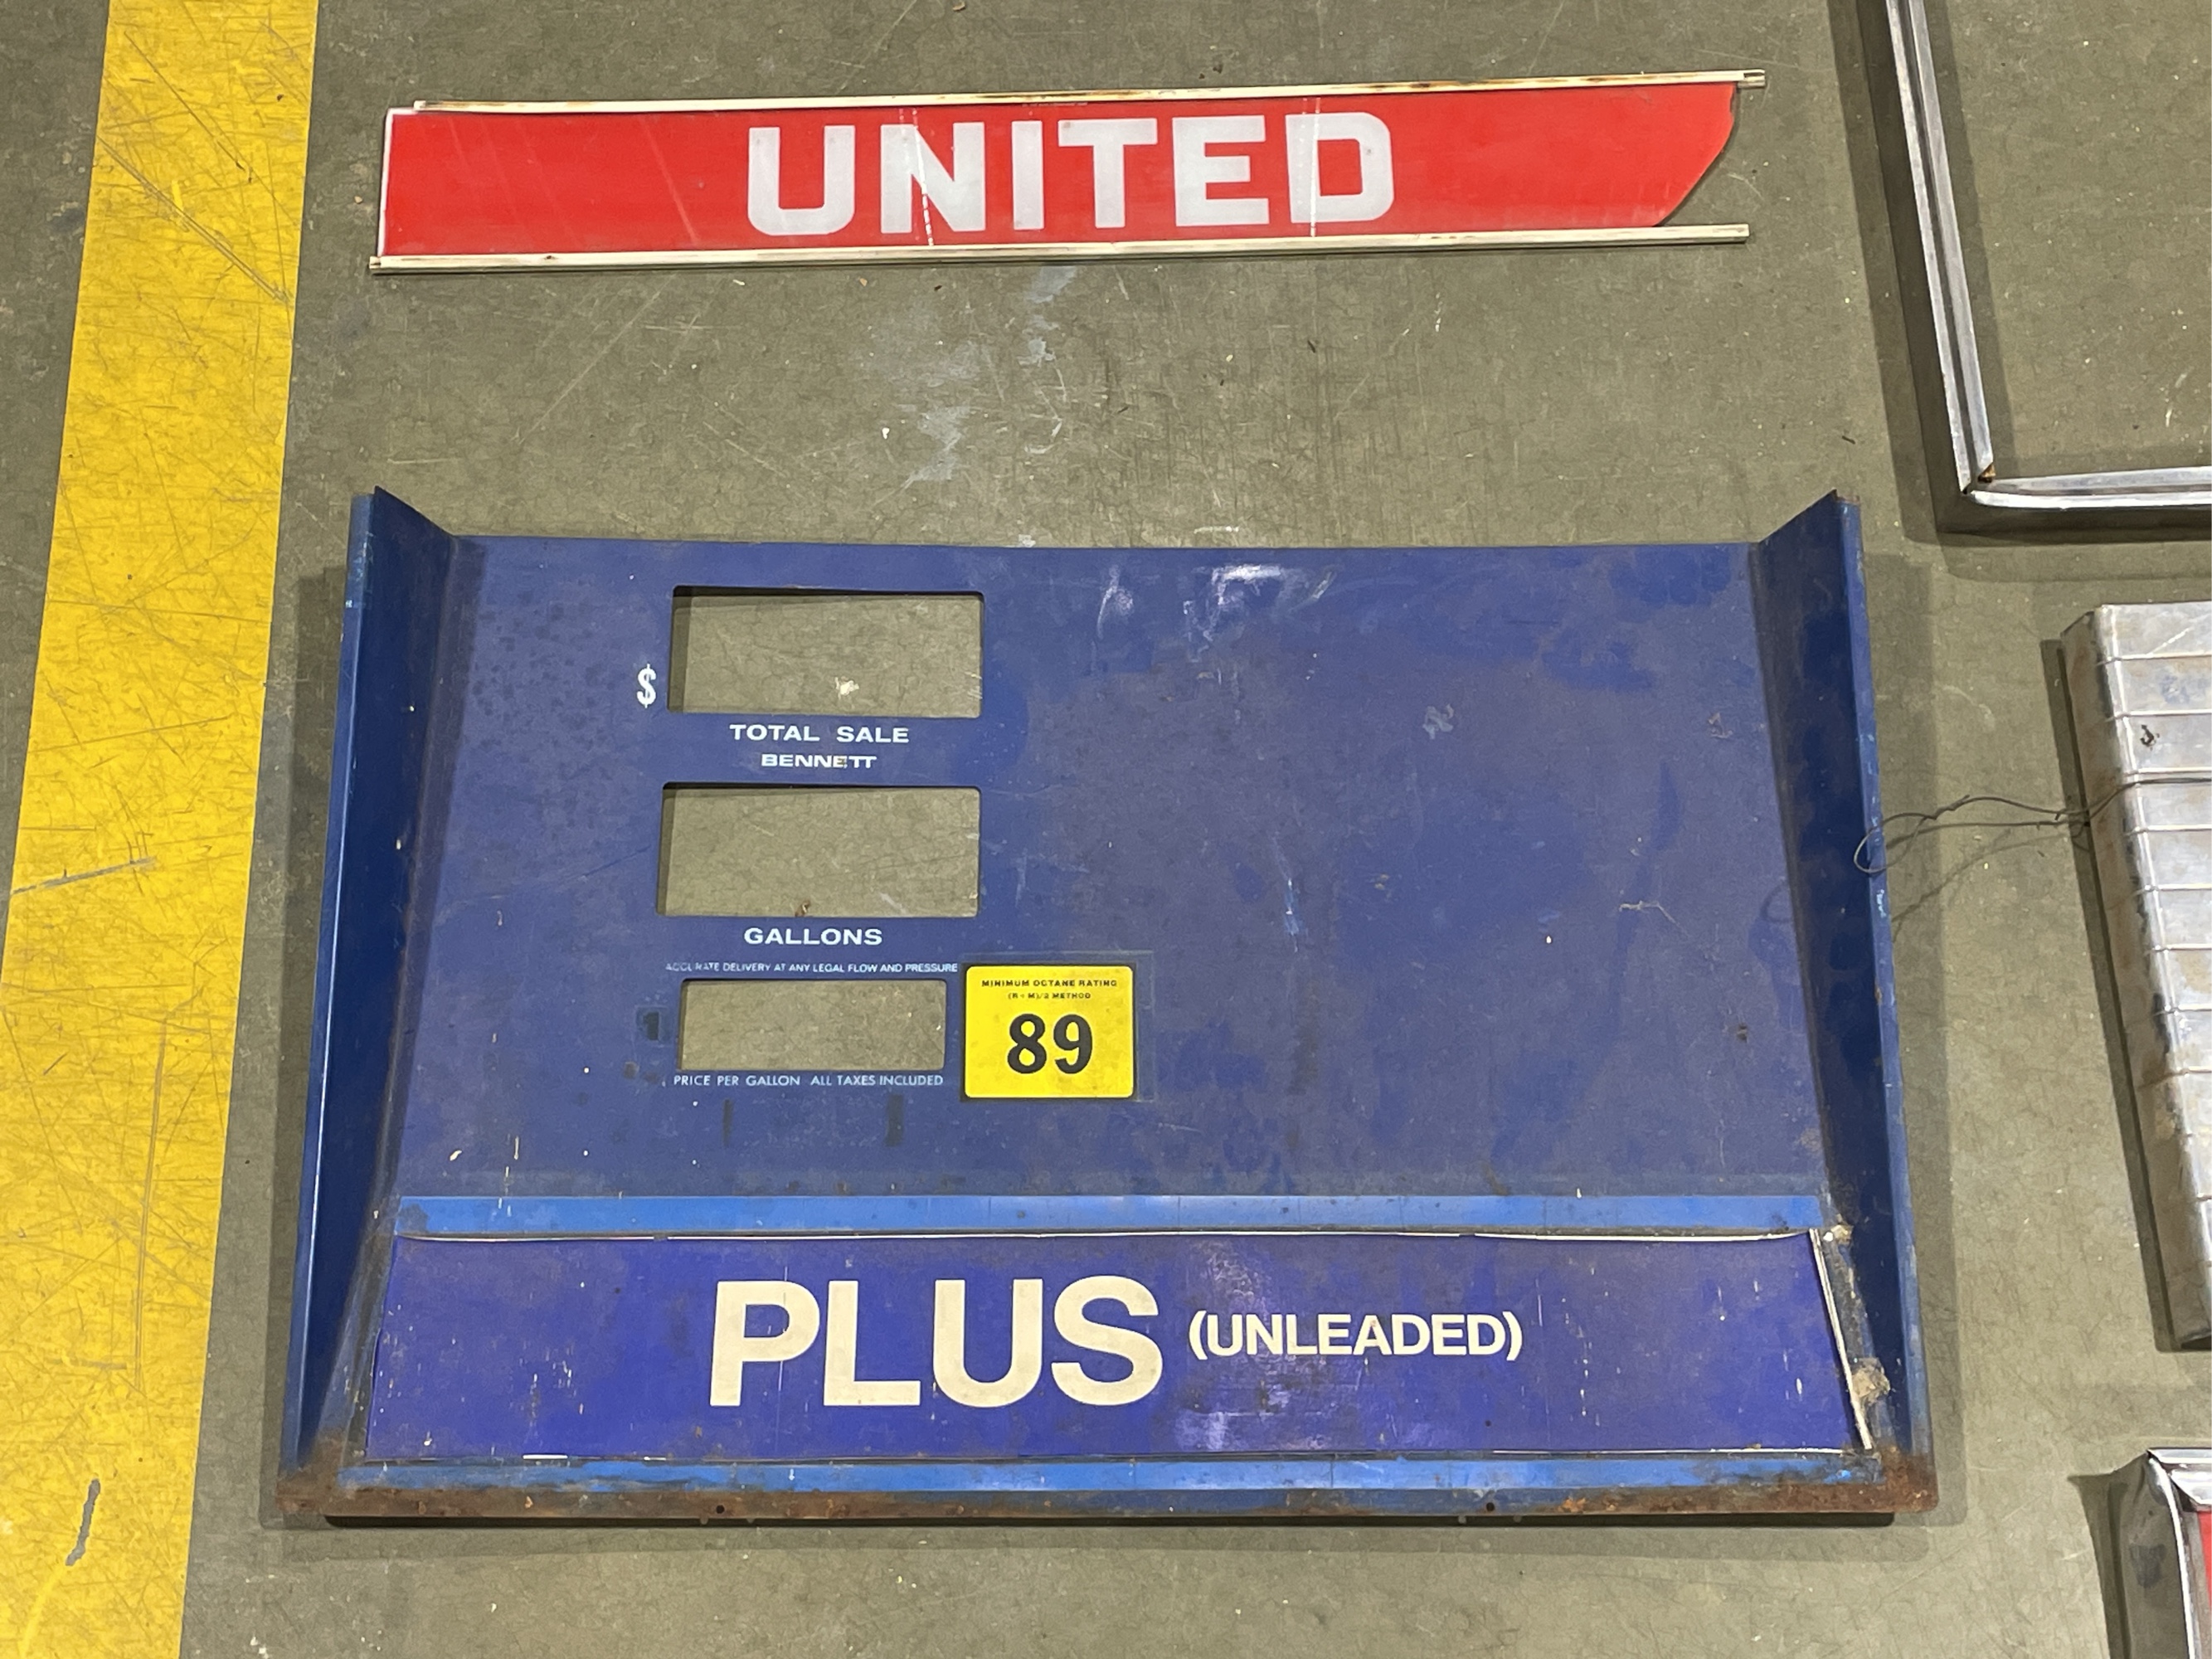 UNITED
$
TOTAL SALE
BENNETT
GALLONS
ACCURATE DELIVERY AT ANY LEGAL FLOW AND PRESSURE
MINIMUM OCTANE RATING
(R + M)/2 METHOD
89
PRICE PER GALLON ALL TAXES INCLUDED
PLUS (UNLEADED)